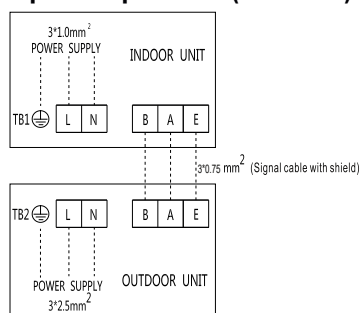 3*1.0mm²
POWER SUPPLY
INDOOR UNIT
TB1 L N B A E
3*0.75 mm² (Signal cable with shield)
TB2 L N B A E
POWER SUPPLY
3*2.5mm²
OUTDOOR UNIT